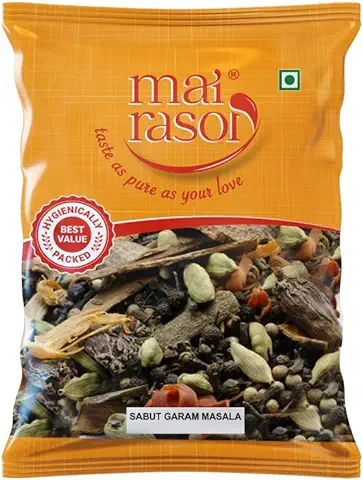 mai®
rasoi
taste as pure as your love
HYGIENICALLY
BEST
VALUE
PACKED
SABUT GARAM MASALA